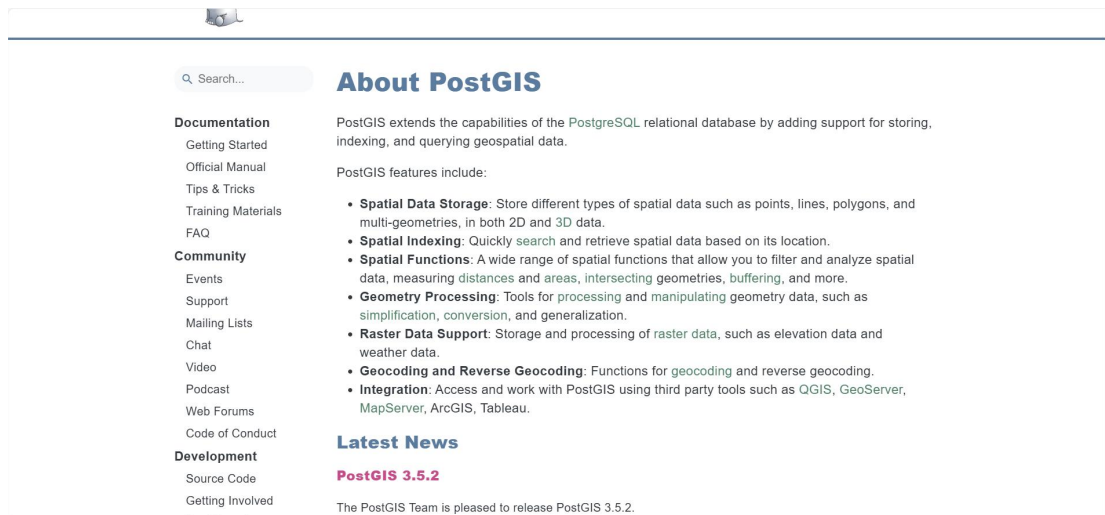 Search...
Documentation
Getting Started
Official Manual
Tips & Tricks
Training Materials
FAQ
Community
Events
Support
Mailing Lists
Chat
Video
Podcast
Web Forums
Code of Conduct
Development
Source Code
Getting Involved
About PostGIS
PostGIS extends the capabilities of the PostgreSQL relational database by adding support for storing,
indexing, and querying geospatial data.
PostGIS features include:
• Spatial Data Storage: Store different types of spatial data such as points, lines, polygons, and
multi-geometries, in both 2D and 3D data.
• Spatial Indexing: Quickly search and retrieve spatial data based on its location.
• Spatial Functions: A wide range of spatial functions that allow you to filter and analyze spatial
data, measuring distances and areas, intersecting geometries, buffering, and more.
• Geometry Processing: Tools for processing and manipulating geometry data, such as
simplification, conversion, and generalization.
• Raster Data Support: Storage and processing of raster data, such as elevation data and
weather data.
• Geocoding and Reverse Geocoding: Functions for geocoding and reverse geocoding.
• Integration: Access and work with PostGIS using third party tools such as QGIS, GeoServer,
MapServer, ArcGIS, Tableau.
Latest News
PostGIS 3.5.2
The PostGIS Team is pleased to release PostGIS 3.5.2.